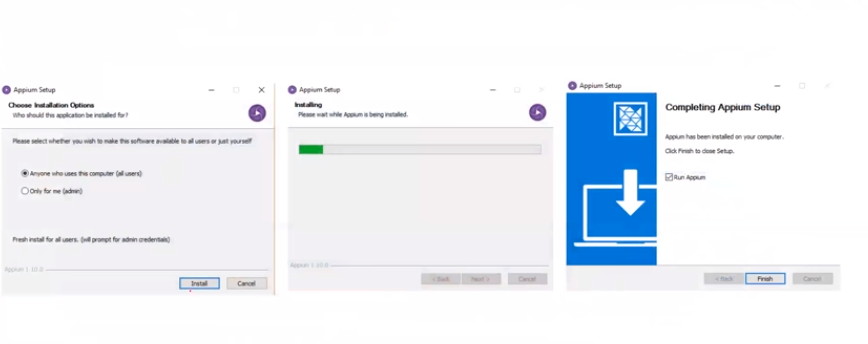 Appium Setup
Choose Installation Options
Who should this application be installed for?
Please select whether you wish to make this software available to all users or just yourself
Anyone who uses this computer (all users)
Only for me (admin)
Fresh install for all users. (will prompt for admin credentials)
Appium 1.10.0
Install
Cancel
Appium Setup
Installing
Please wait while Appium is being installed.
Appium 1.10.0
< Back
Next >
Cancel
Appium Setup
Completing Appium Setup
Appium has been installed on your computer.
Click Finish to close Setup.
Run Appium
< Back
Finish
Cancel